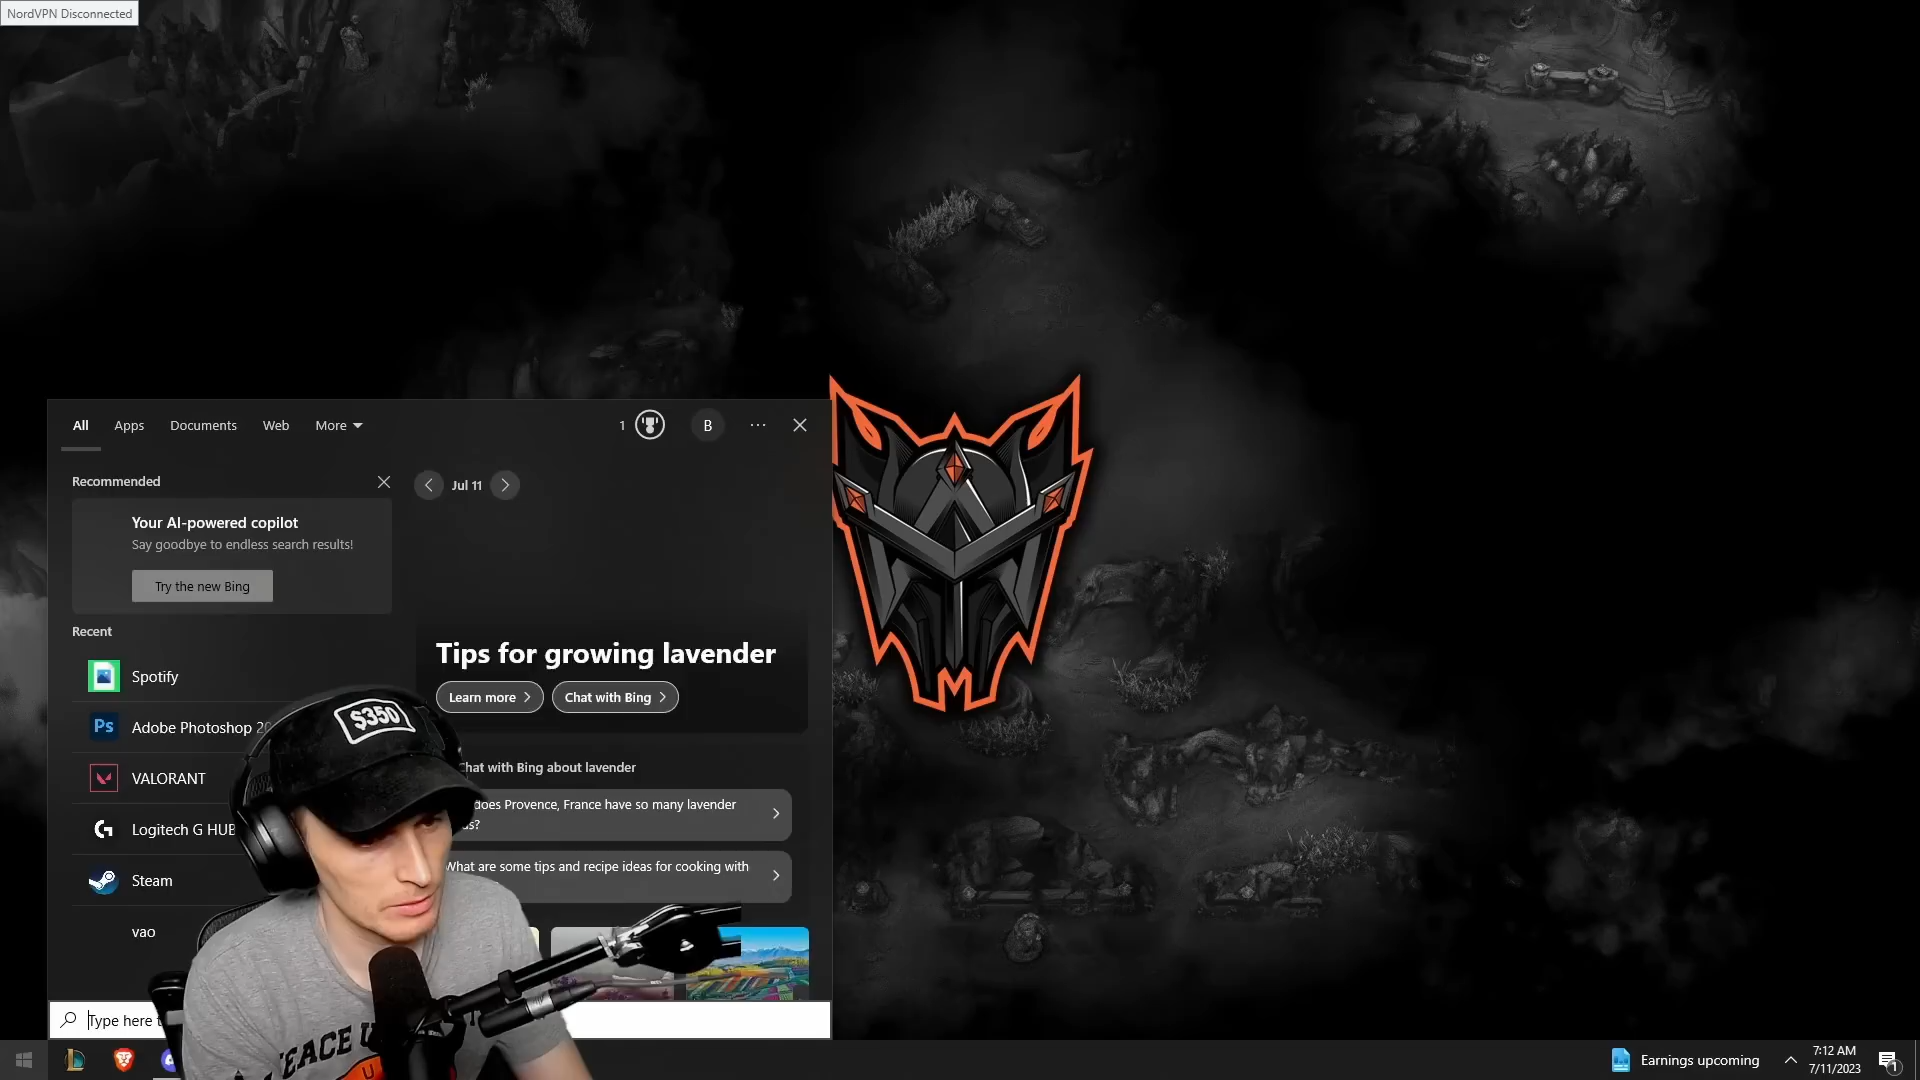 NordVPN Disconnected
All Apps Documents Web More
1
B
Recommended
Jul 11
Your AI-powered copilot
Say goodbye to endless search results!
Try the new Bing
Recent
Spotify
Tips for growing lavender
Learn more
Chat with Bing
Ps
Adobe Photoshop
$350
hat with Bing about lavender
VALORANT
does Provence, France have so many lavender
Logitech G HUB
What are some tips and recipe ideas for cooking with
Steam
vao
Type here
Earnings upcoming
7:12 AM
7/11/2023
1